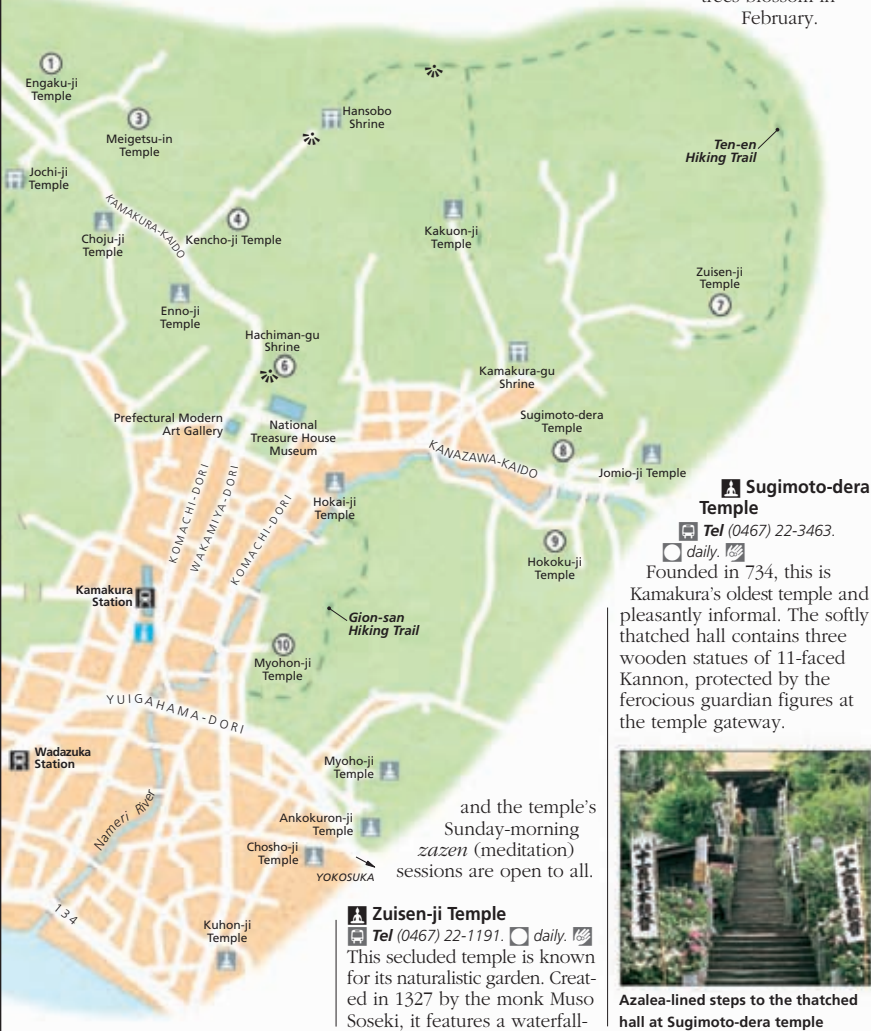 trees blossom in
February.
1
Engaku-ji
Temple
3
Meigetsu-in
Temple
Hansobo
Shrine
Jochi-ji
Temple
Ten-en
Hiking Trail
KAMAKURA-KAIDO
Choju-ji
Temple
4
Kencho-ji Temple
Kakuon-ji
Temple
Zuisen-ji
Temple
7
Enno-ji
Temple
Hachiman-gu
Shrine
6
Kamakura-gu
Shrine
Prefectural Modern
Art Gallery
National
Treasure House
Museum
Sugimoto-dera
Temple
8
KANAZAWA-KAIDO
Jomio-ji Temple
KOMACHI-DORI
WAKAMIYA-DORI
KOMACHI-DORI
Hokai-ji
Temple
9
Hokoku-ji
Temple
Kamakura
Station
Gion-san
Hiking Trail
10
Myohon-ji
Temple
YUIGAHAMA-DORI
Wadazuka
Station
Myoho-ji
Temple
Nameri River
Ankokuron-ji
Temple
Chosho-ji
Temple
YOKOSUKA
134
Kuhon-ji
Temple
and the temple's
Sunday-morning
zazen (meditation)
sessions are open to all.
Zuisen-ji Temple
Tel (0467) 22-1191. daily.
This secluded temple is known
for its naturalistic garden. Creat-
ed in 1327 by the monk Muso
Soseki, it features a waterfall-
Sugimoto-dera
Temple
Tel (0467) 22-3463.
daily.
Founded in 734, this is
Kamakura's oldest temple and
pleasantly informal. The softly
thatched hall contains three
wooden statues of 11-faced
Kannon, protected by the
ferocious guardian figures at
the temple gateway.
Azalea-lined steps to the thatched
hall at Sugimoto-dera temple